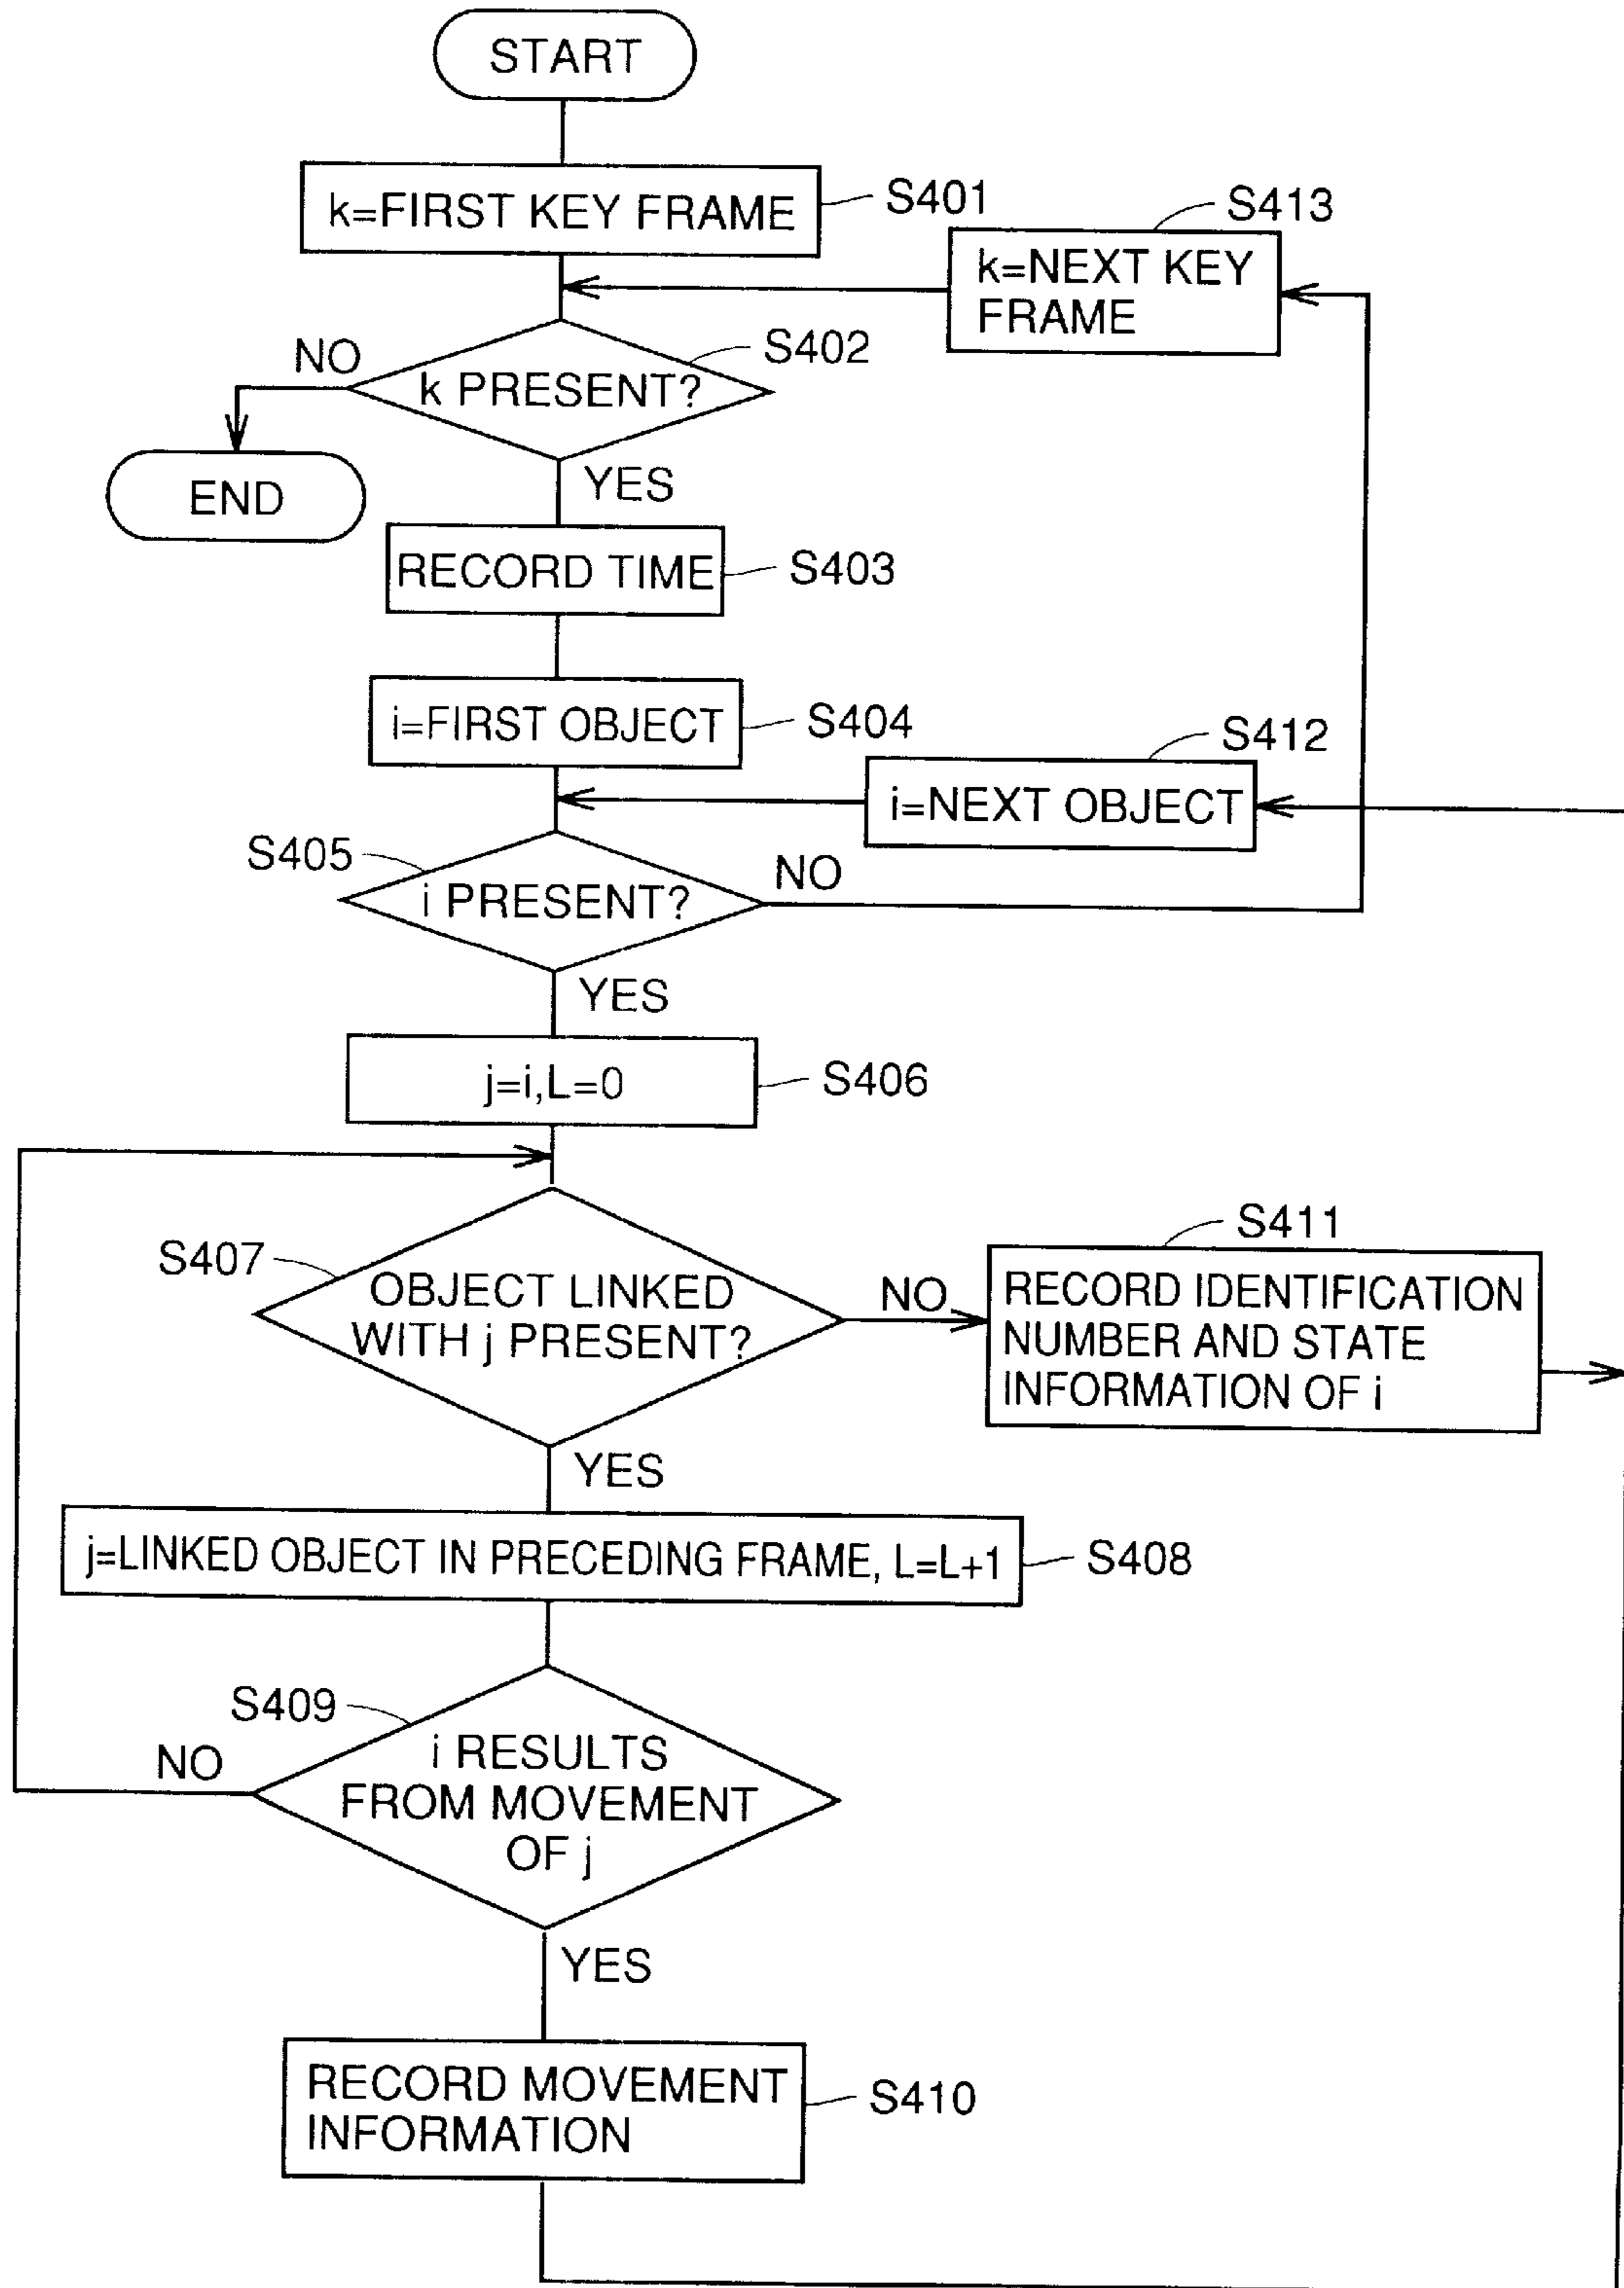 START
k=FIRST KEY FRAME
S401
S413
k=NEXT KEY
FRAME
NO
S402
k PRESENT?
END
YES
RECORD TIME
S403
i=FIRST OBJECT
S404
S412
i=NEXT OBJECT
S405
NO
i PRESENT?
YES
j=i,L=0
S406
S407
OBJECT LINKED
WITH j PRESENT?
NO
S411
RECORD IDENTIFICATION
NUMBER AND STATE
INFORMATION OF i
YES
j=LINKED OBJECT IN PRECEDING FRAME, L=L+1
S408
S409
NO
i RESULTS
FROM MOVEMENT
OF j
YES
RECORD MOVEMENT
INFORMATION
S410